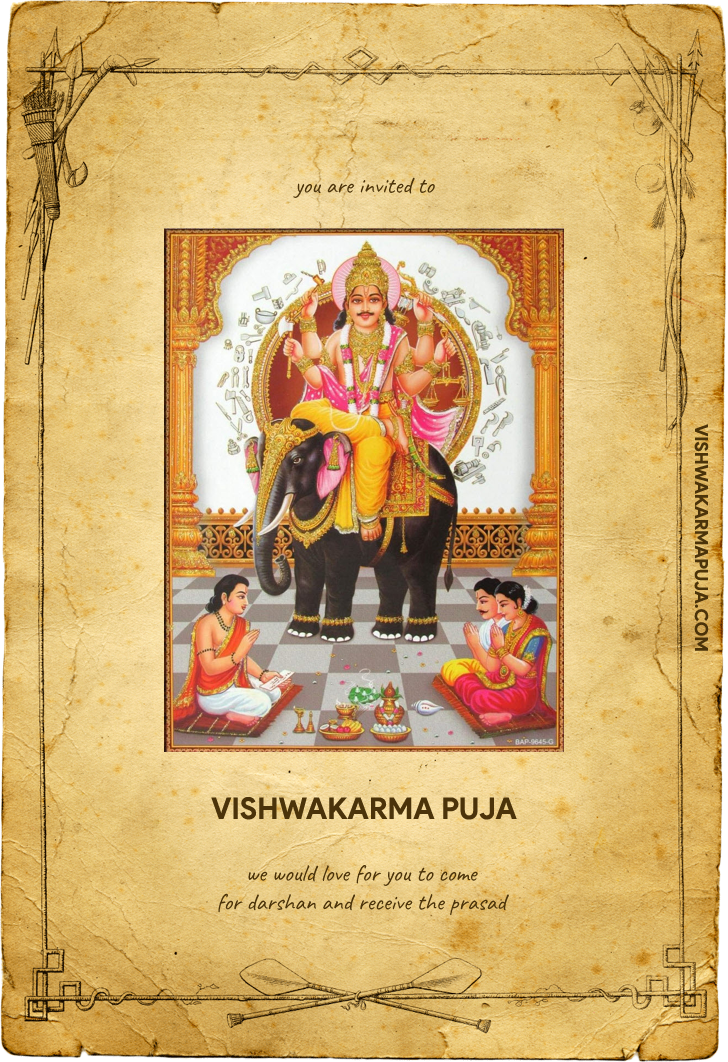 you are invited to
BAP-9645-G
VISHWAKARMA PUJA
we would love for you to come
for darshan and receive the prasad
VISHWAKARMAPUJA.COM